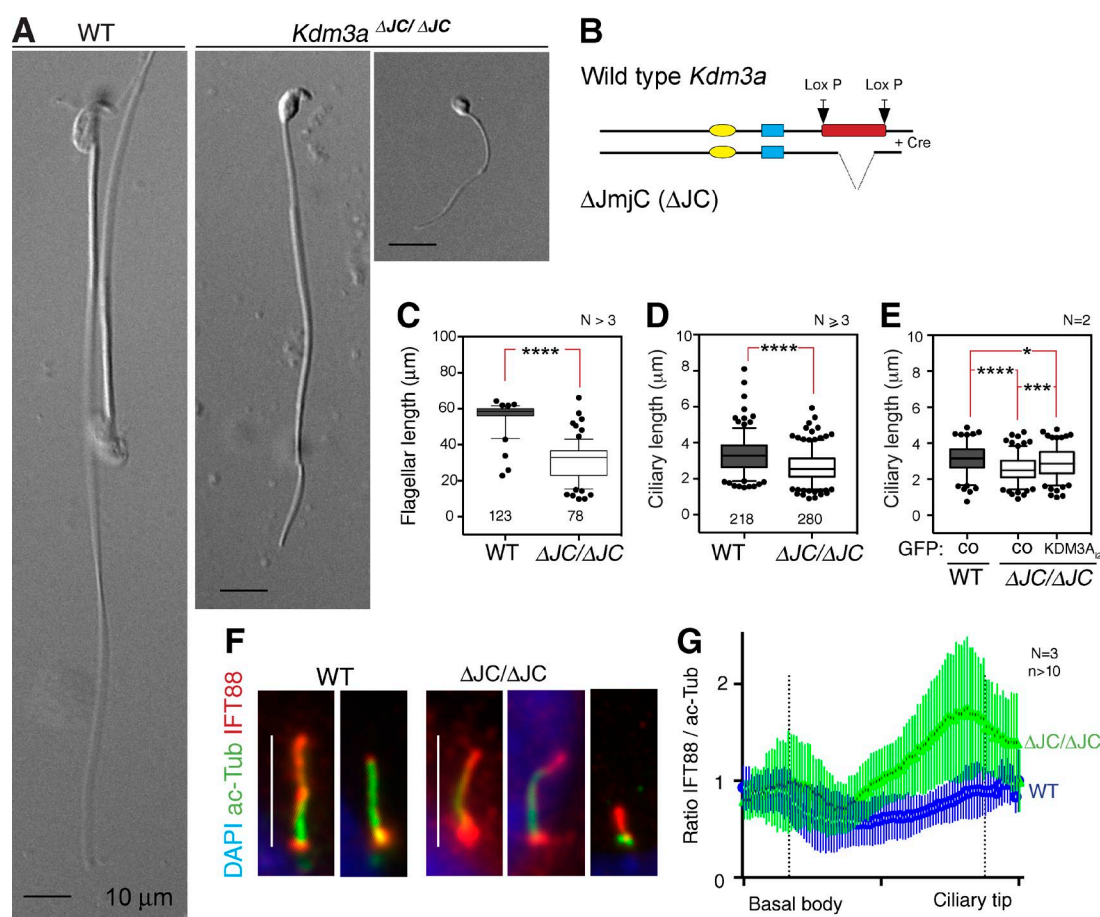 A
WT
Kdm3a ΔJC/ ΔJC
10 μm
B
Wild type Kdm3a
Lox P
Lox P
+ Cre
ΔJmjC (ΔJC)
C
N > 3
Flagellar length (μm)
100
80
60
40
20
0
****
123
78
WT
ΔJC/ΔJC
D
N ⩾ 3
Ciliary length (μm)
10
8
6
4
2
0
****
218
280
WT
ΔJC/ΔJC
E
N=2
Ciliary length (μm)
10
8
6
4
2
0
*
****
***
GFP: co co KDM3A
WT ΔJC/ΔJC
F
WT
ΔJC/ΔJC
DAPI ac-Tub IFT88
G
N=3
n>10
Ratio IFT88 / ac-Tub
2
1
0
ΔJC/ΔJC
WT
Basal body
Ciliary tip